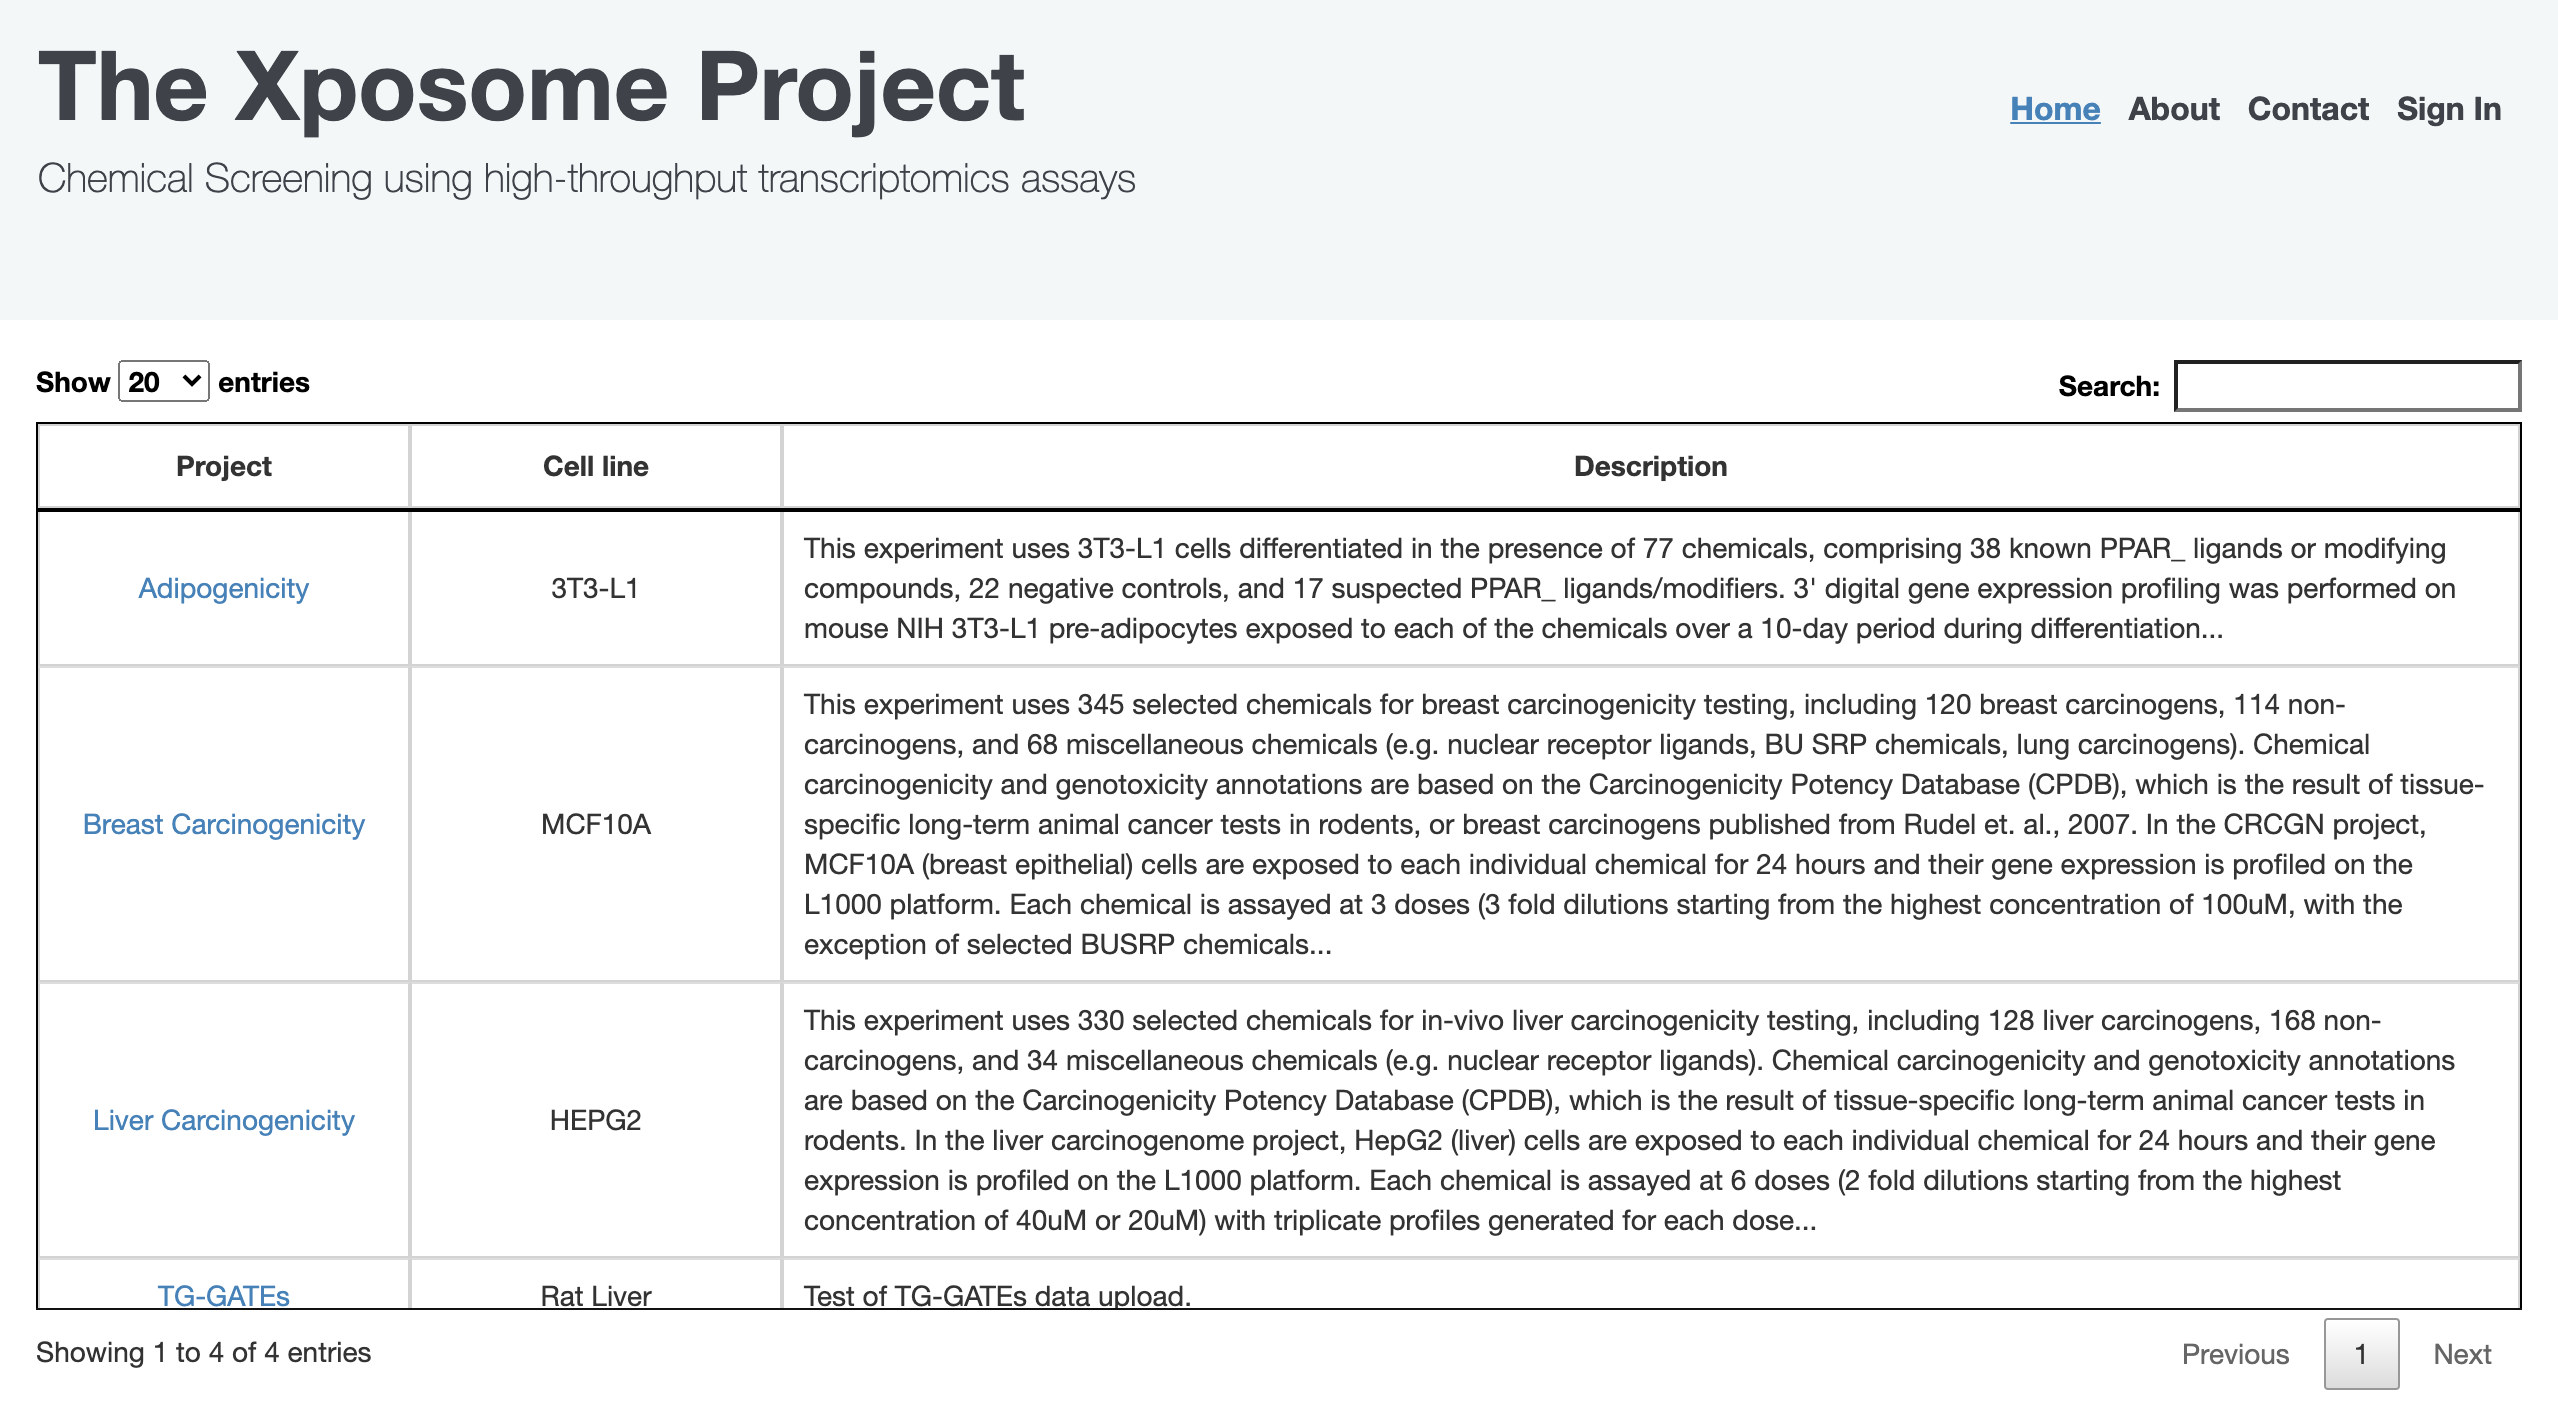 The Xposome Project
Home About Contact Sign In
Chemical Screening using high-throughput transcriptomics assays
Show 20 entries
Search:
Project Cell line Description
Adipogenicity
3T3-L1
This experiment uses 3T3-L1 cells differentiated in the presence of 77 chemicals, comprising 38 known PPAR_ ligands or modifying
compounds, 22 negative controls, and 17 suspected PPAR_ ligands/modifiers. 3' digital gene expression profiling was performed on
mouse NIH 3T3-L1 pre-adipocytes exposed to each of the chemicals over a 10-day period during differentiation...
Breast Carcinogenicity
MCF10A
This experiment uses 345 selected chemicals for breast carcinogenicity testing, including 120 breast carcinogens, 114 non-
carcinogens, and 68 miscellaneous chemicals (e.g. nuclear receptor ligands, BU SRP chemicals, lung carcinogens). Chemical
carcinogenicity and genotoxicity annotations are based on the Carcinogenicity Potency Database (CPDB), which is the result of tissue-
specific long-term animal cancer tests in rodents, or breast carcinogens published from Rudel et. al., 2007. In the CRCGN project,
MCF10A (breast epithelial) cells are exposed to each individual chemical for 24 hours and their gene expression is profiled on the
L1000 platform. Each chemical is assayed at 3 doses (3 fold dilutions starting from the highest concentration of 100uM, with the
exception of selected BUSRP chemicals...
Liver Carcinogenicity
HEPG2
This experiment uses 330 selected chemicals for in-vivo liver carcinogenicity testing, including 128 liver carcinogens, 168 non-
carcinogens, and 34 miscellaneous chemicals (e.g. nuclear receptor ligands). Chemical carcinogenicity and genotoxicity annotations
are based on the Carcinogenicity Potency Database (CPDB), which is the result of tissue-specific long-term animal cancer tests in
rodents. In the liver carcinogenome project, HepG2 (liver) cells are exposed to each individual chemical for 24 hours and their gene
expression is profiled on the L1000 platform. Each chemical is assayed at 6 doses (2 fold dilutions starting from the highest
concentration of 40uM or 20uM) with triplicate profiles generated for each dose...
TG-GATEs
Rat Liver
Test of TG-GATEs data upload.
Showing 1 to 4 of 4 entries
Previous 1 Next